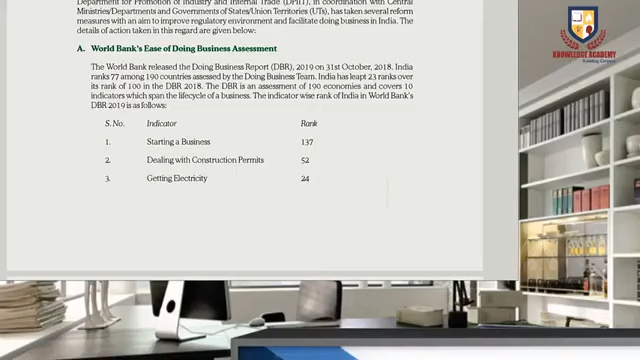 Department for Promotion of Industry and Internal Trade (DPIIT), in coordination with Central
Ministries/Departments and Governments of States/Union Territories (UTs), has taken several reform
measures with an aim to improve regulatory environment and facilitate doing business in India. The
details of action taken in this regard are given below:
A. World Bank's Ease of Doing Business Assessment
The World Bank released the Doing Business Report (DBR), 2019 on 31st October, 2018. India
ranks 77 among 190 countries assessed by the Doing Business Team. India has leapt 23 ranks over
its rank of 100 in the DBR 2018. The DBR is an assessment of 190 economies and covers 10
indicators which span the lifecycle of a business. The indicator wise rank of India in World Bank's
DBR 2019 is as follows:
S. No. Indicator Rank
1. Starting a Business 137
2. Dealing with Construction Permits 52
3. Getting Electricity 24
KNOWLEDGE ACADEMY